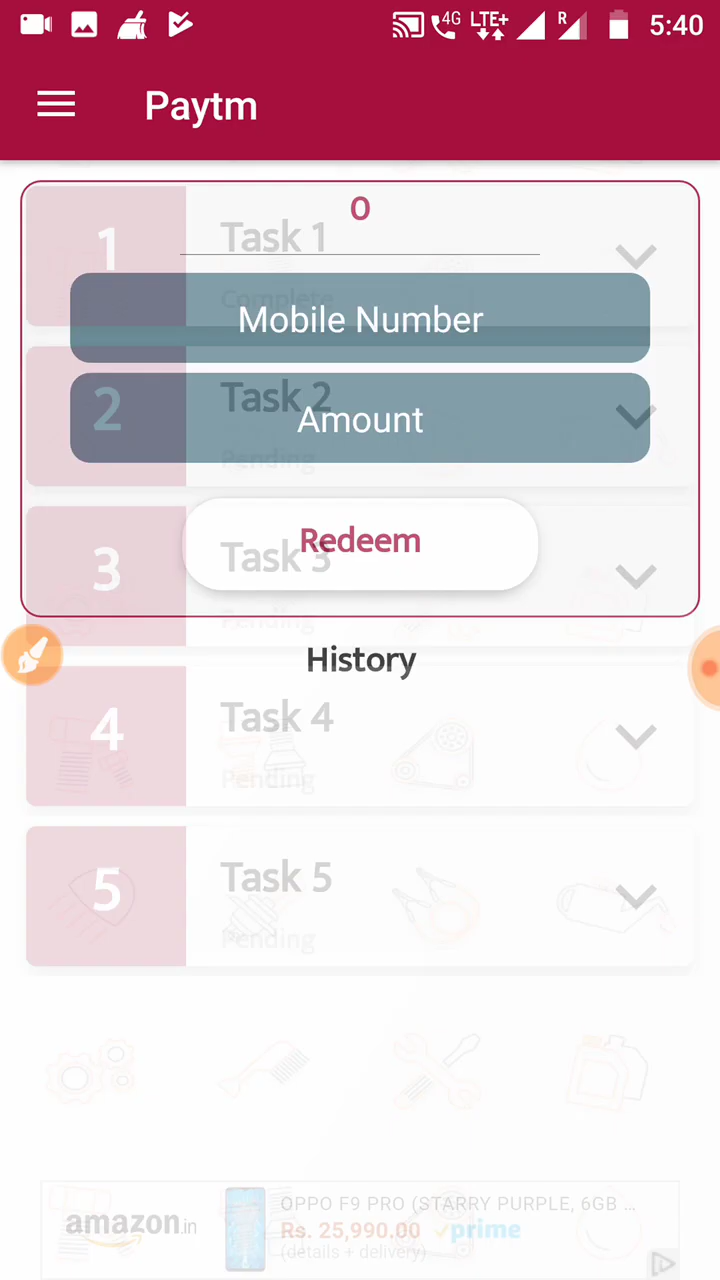 4G LTE+ R 5:40
Paytm
0
1 Task 1
Complete
Mobile Number
2 Task 2
Amount
Pending
Redeem
3 Task 3
Pending
History
4 Task 4
Pending
5 Task 5
Pending
amazon.in
OPPO F9 PRO (STARRY PURPLE, 6GB ...
Rs. 25,990.00 prime
(details + delivery)